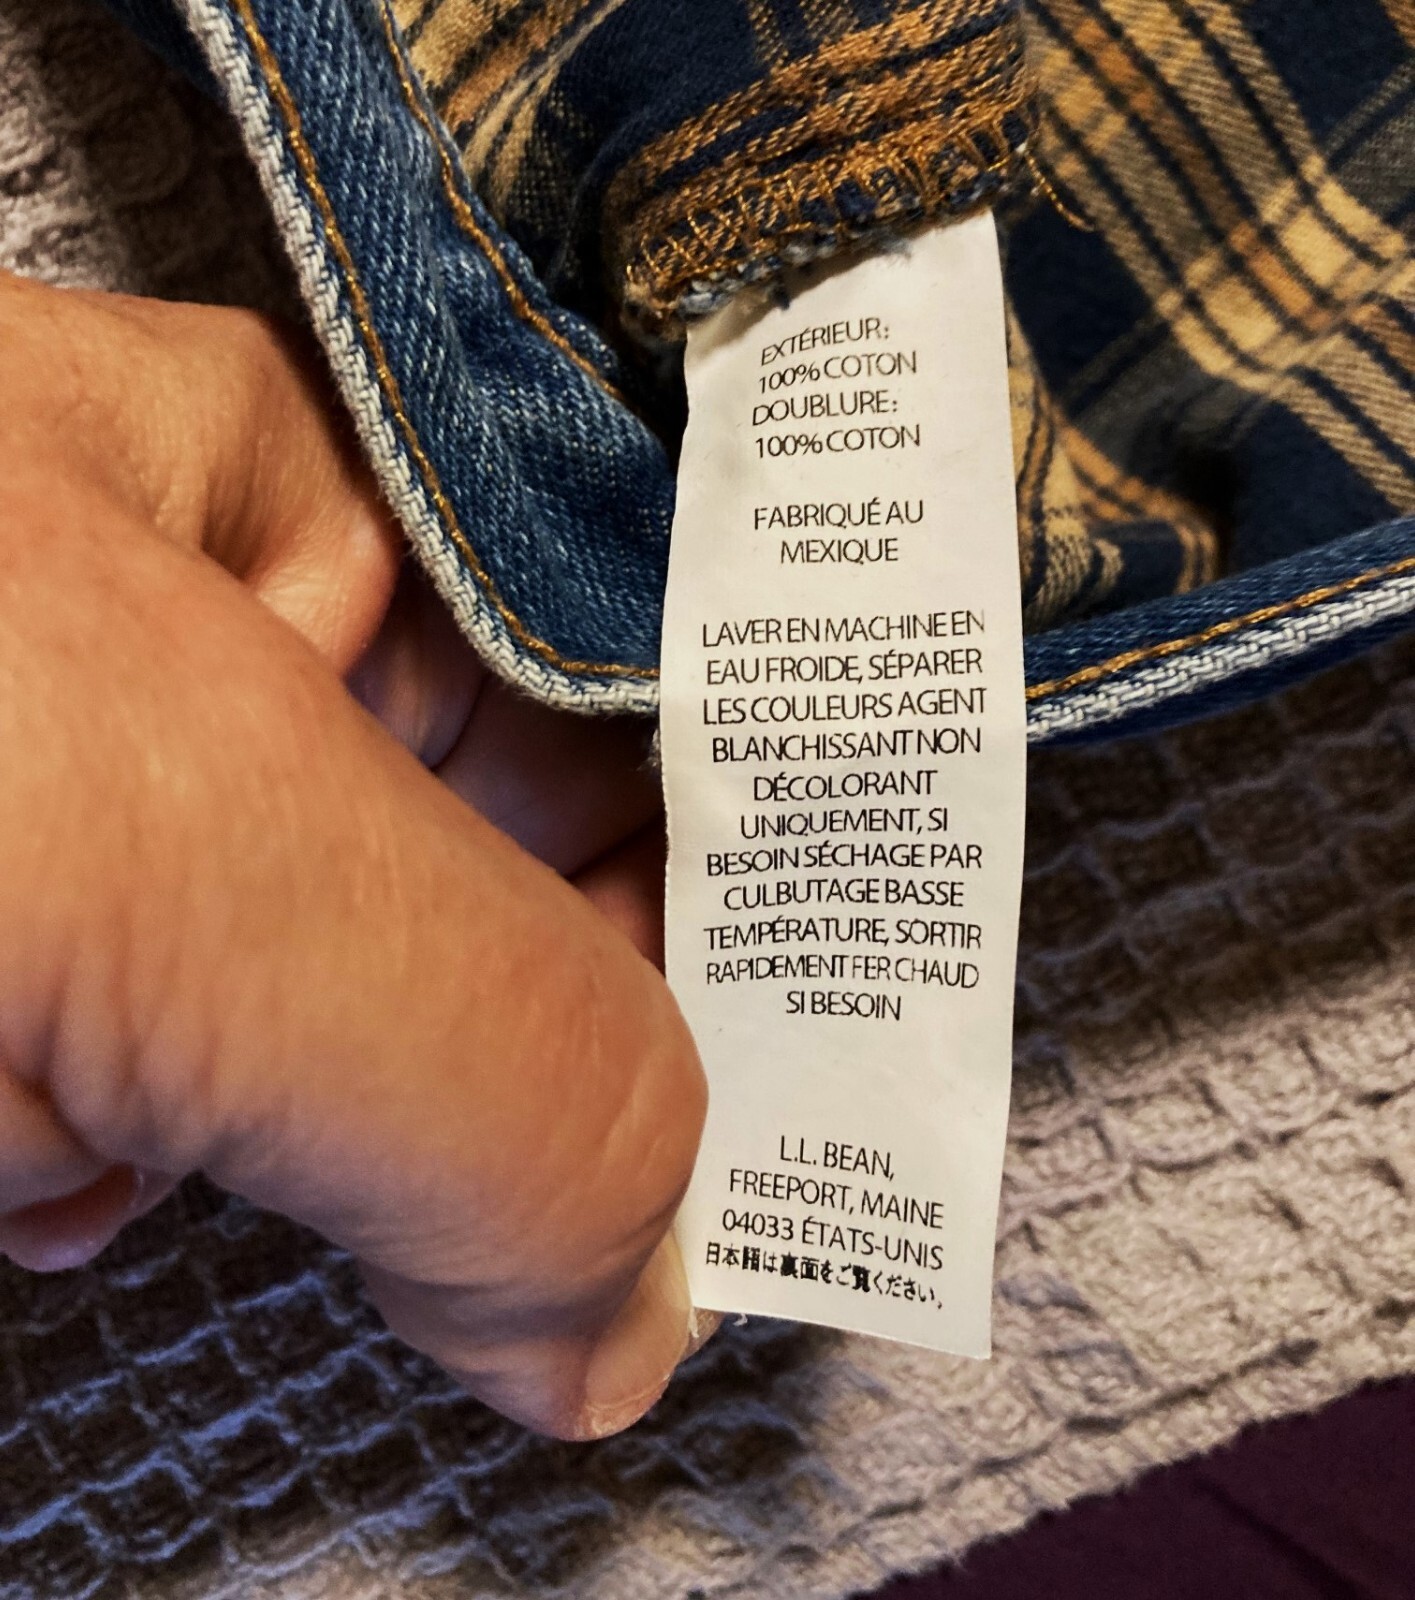 EXTÉRIEUR:
100% COTON
DOUBLURE:
100% COTON
FABRIQUÉ AU
MEXIQUE
LAVER EN MACHINE EN
EAU FROIDE, SÉPARER
LES COULEURS AGENT
BLANCHISSANT NON
DÉCOLORANT
UNIQUEMENT, SI
BESOIN SÉCHAGE PAR
CULBUTAGE BASSE
TEMPÉRATURE, SORTIR
RAPIDEMENT FER CHAUD
SI BESOIN
L.L. BEAN,
FREEPORT, MAINE
04033 ÉTATS-UNIS
日本語は裏面をご覧ください。